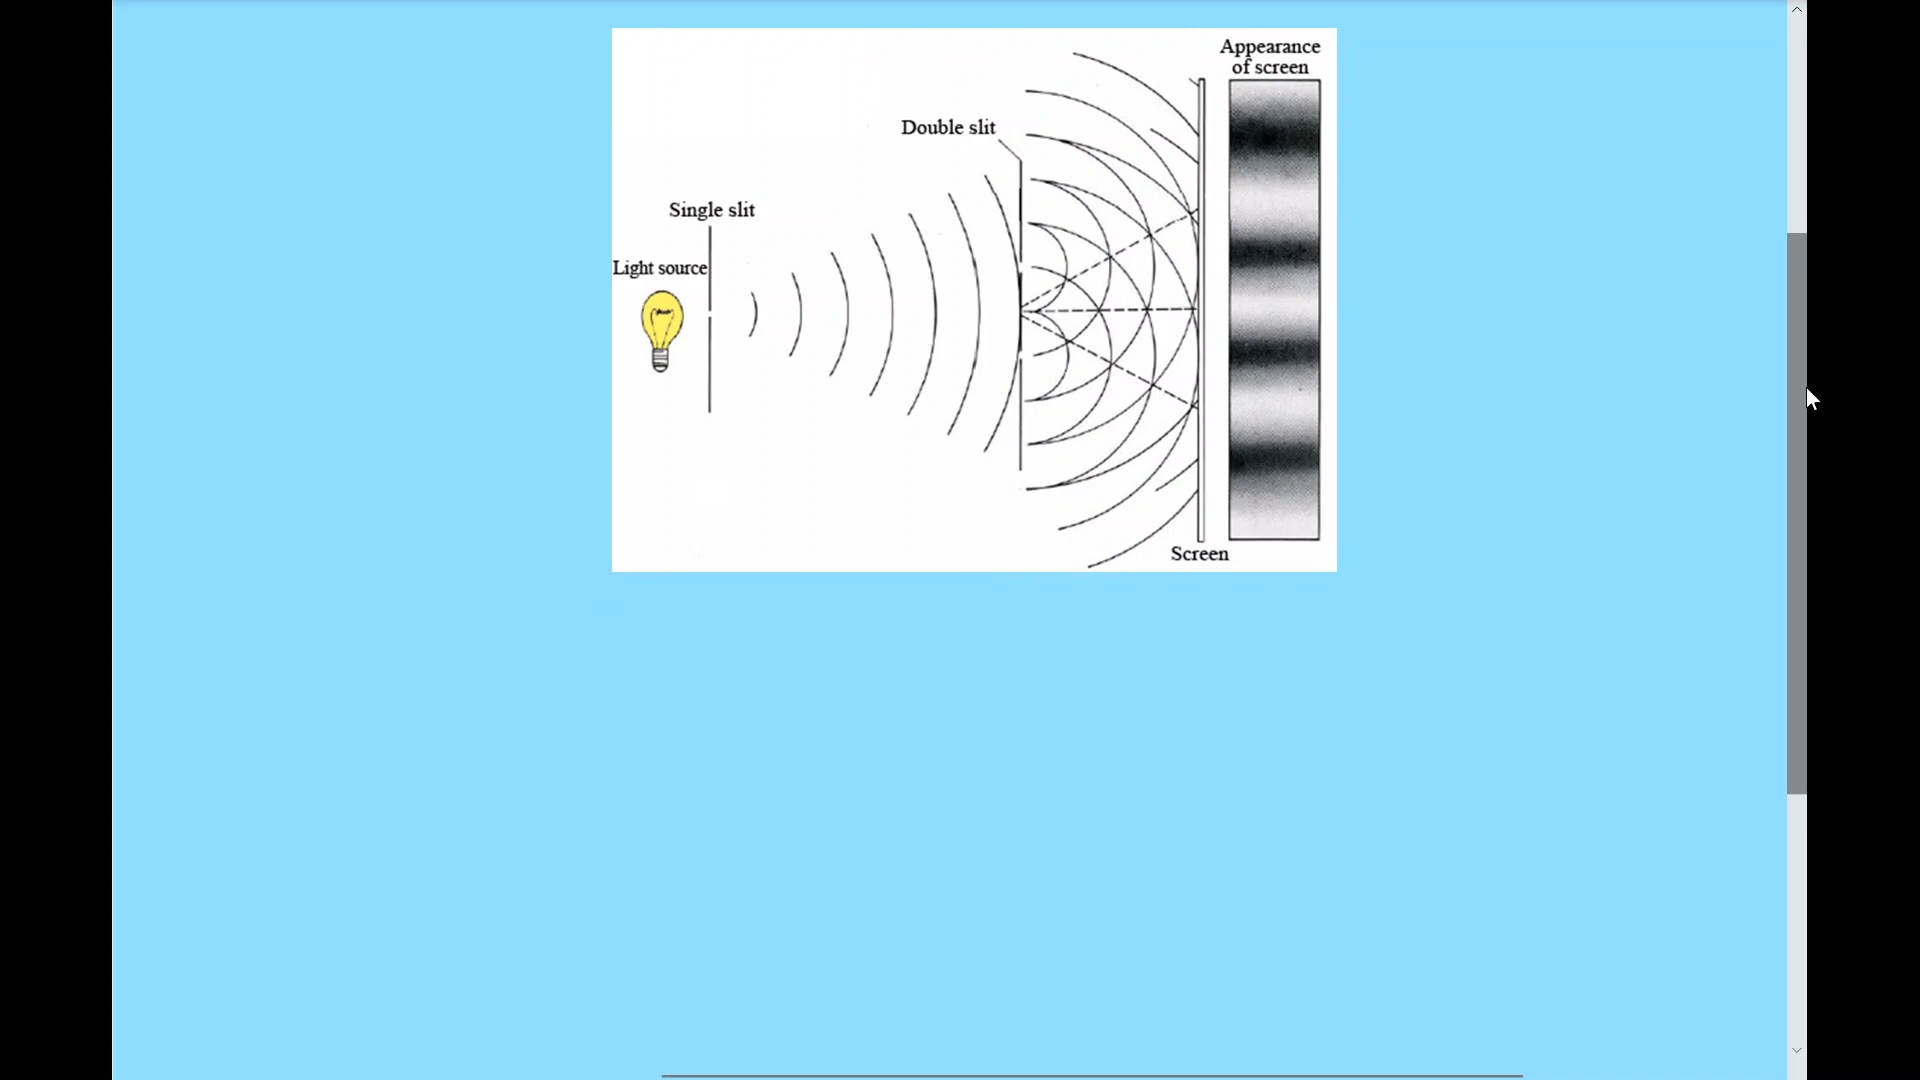 Appearance
of screen
Double slit
Single slit
Light source
Screen